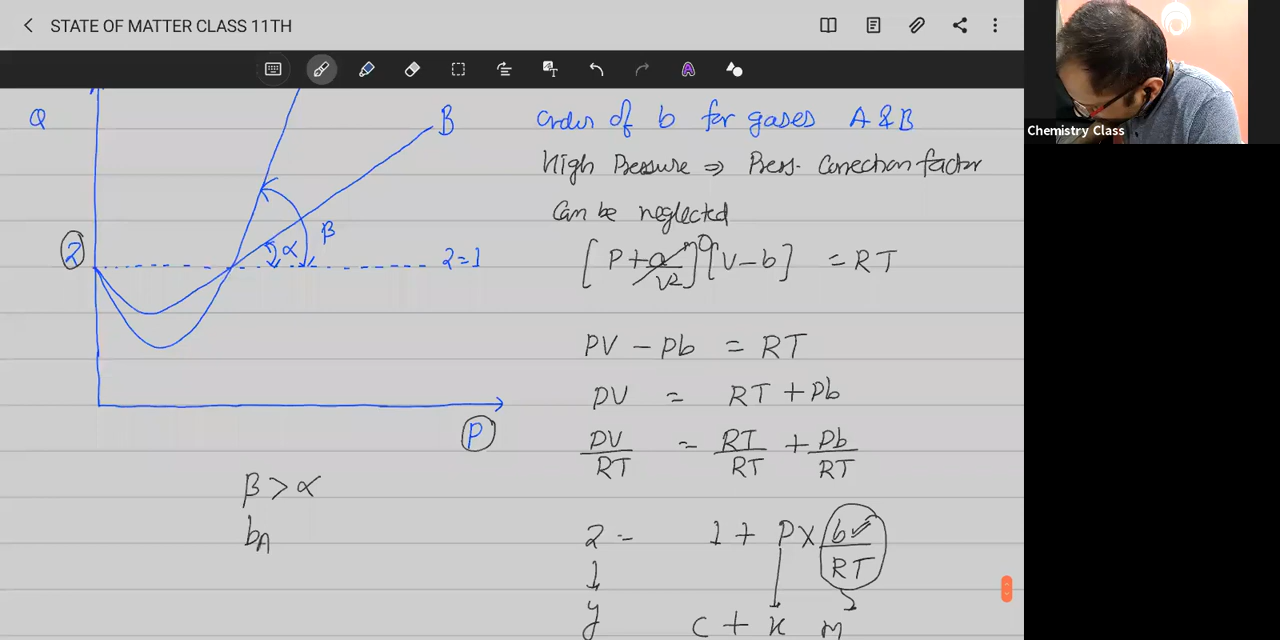 STATE OF MATTER CLASS 11TH
Chemistry Class
Q
B
α
β
Z
Z=1
P
β > α
bA
order of b for gases A & B
High Pressure ⇒ Press. Correction factor
Can be neglected
[P + a/V2]0 [V – b] = RT
PV – Pb = RT
PV = RT + Pb
PV/RT = RT/RT + Pb/RT
Z = 1 + P × b/RT
y c + x m